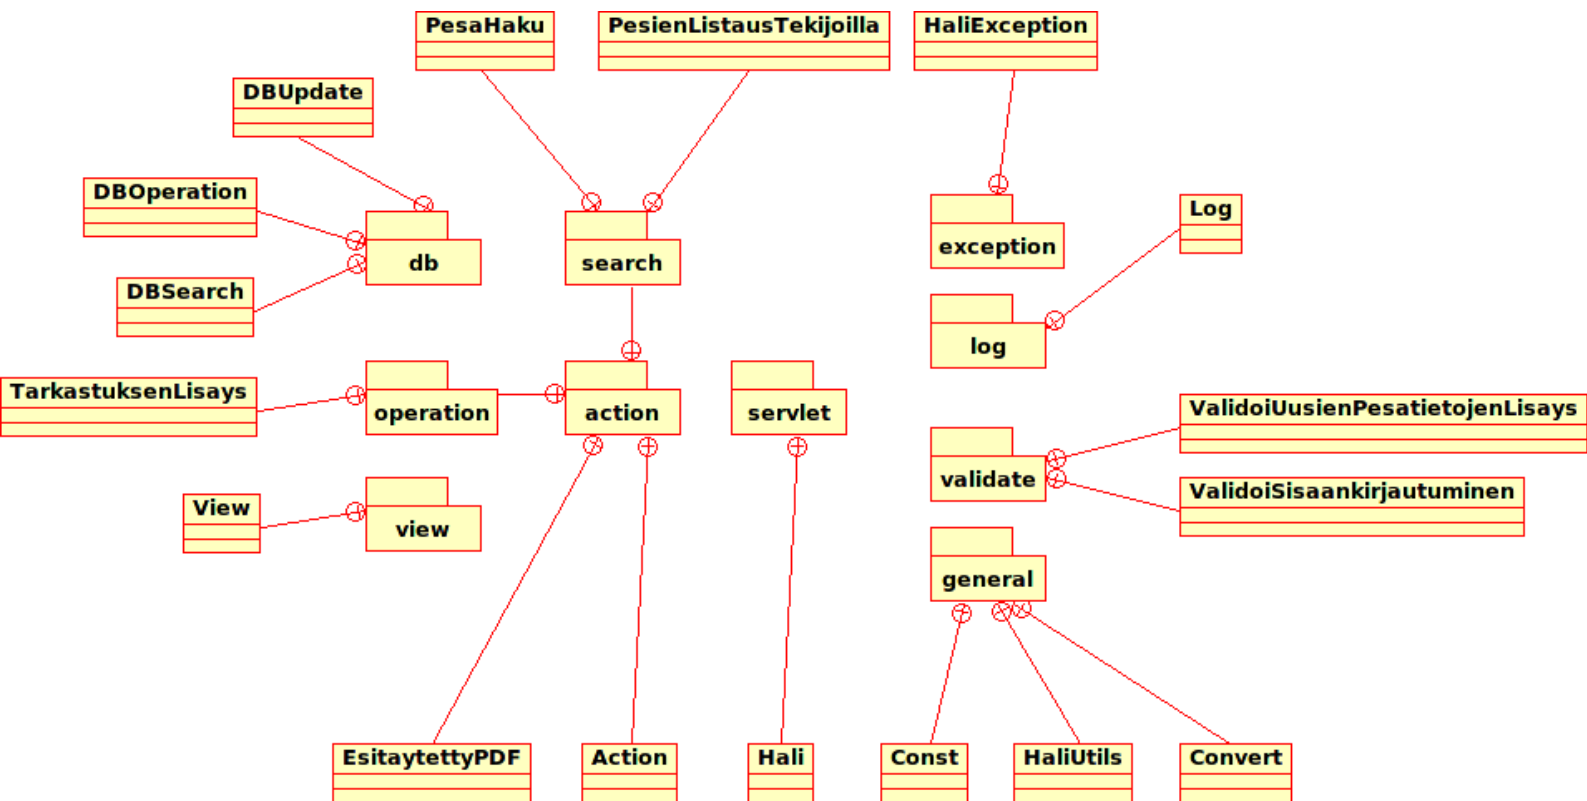 PesaHaku
PesienListausTekijoilla
HaliException
DBUpdate
DBOperation
Log
exception
db
search
DBSearch
log
TarkastuksenLisays
operation
action
servlet
ValidoiUusienPesatietojenLisays
validate
ValidoiSisaankirjautuminen
View
view
general
EsitaytettyPDF
Action
Hali
Const
HaliUtils
Convert